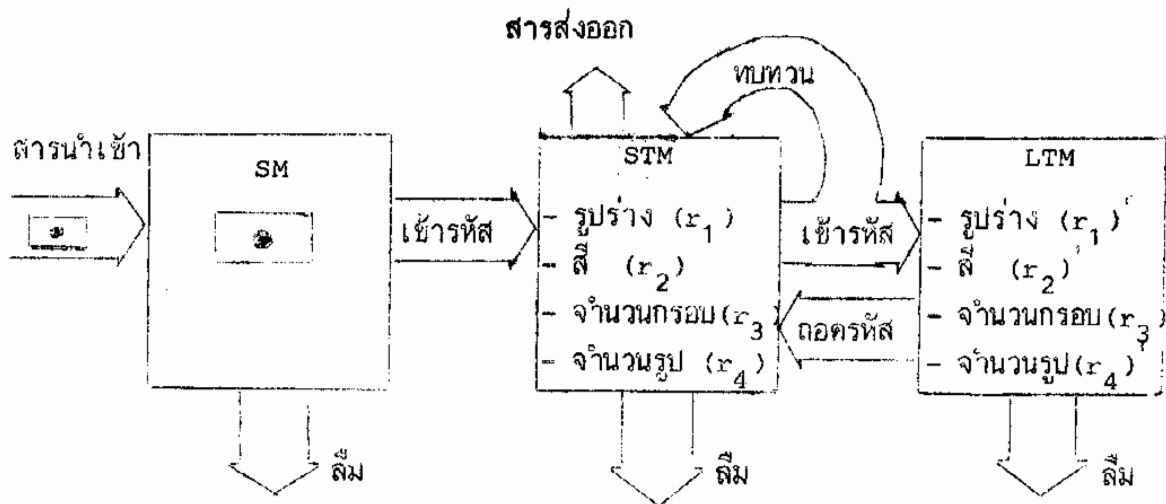 สารส่งออก
ทบทวน
สารนำเข้า
SM
STM
LTM
เข้ารหัส
- รูปร่าง (r1)
- สี (r2)
- จำนวนกรอบ(r3)
- จำนวนรูป (r4)
เข้ารหัส
ถอดรหัส
- รูปร่าง (r1)
- สี (r2)
- จำนวนกรอบ(r3)
- จำนวนรูป(r4)
ลืม
ลืม
ลืม